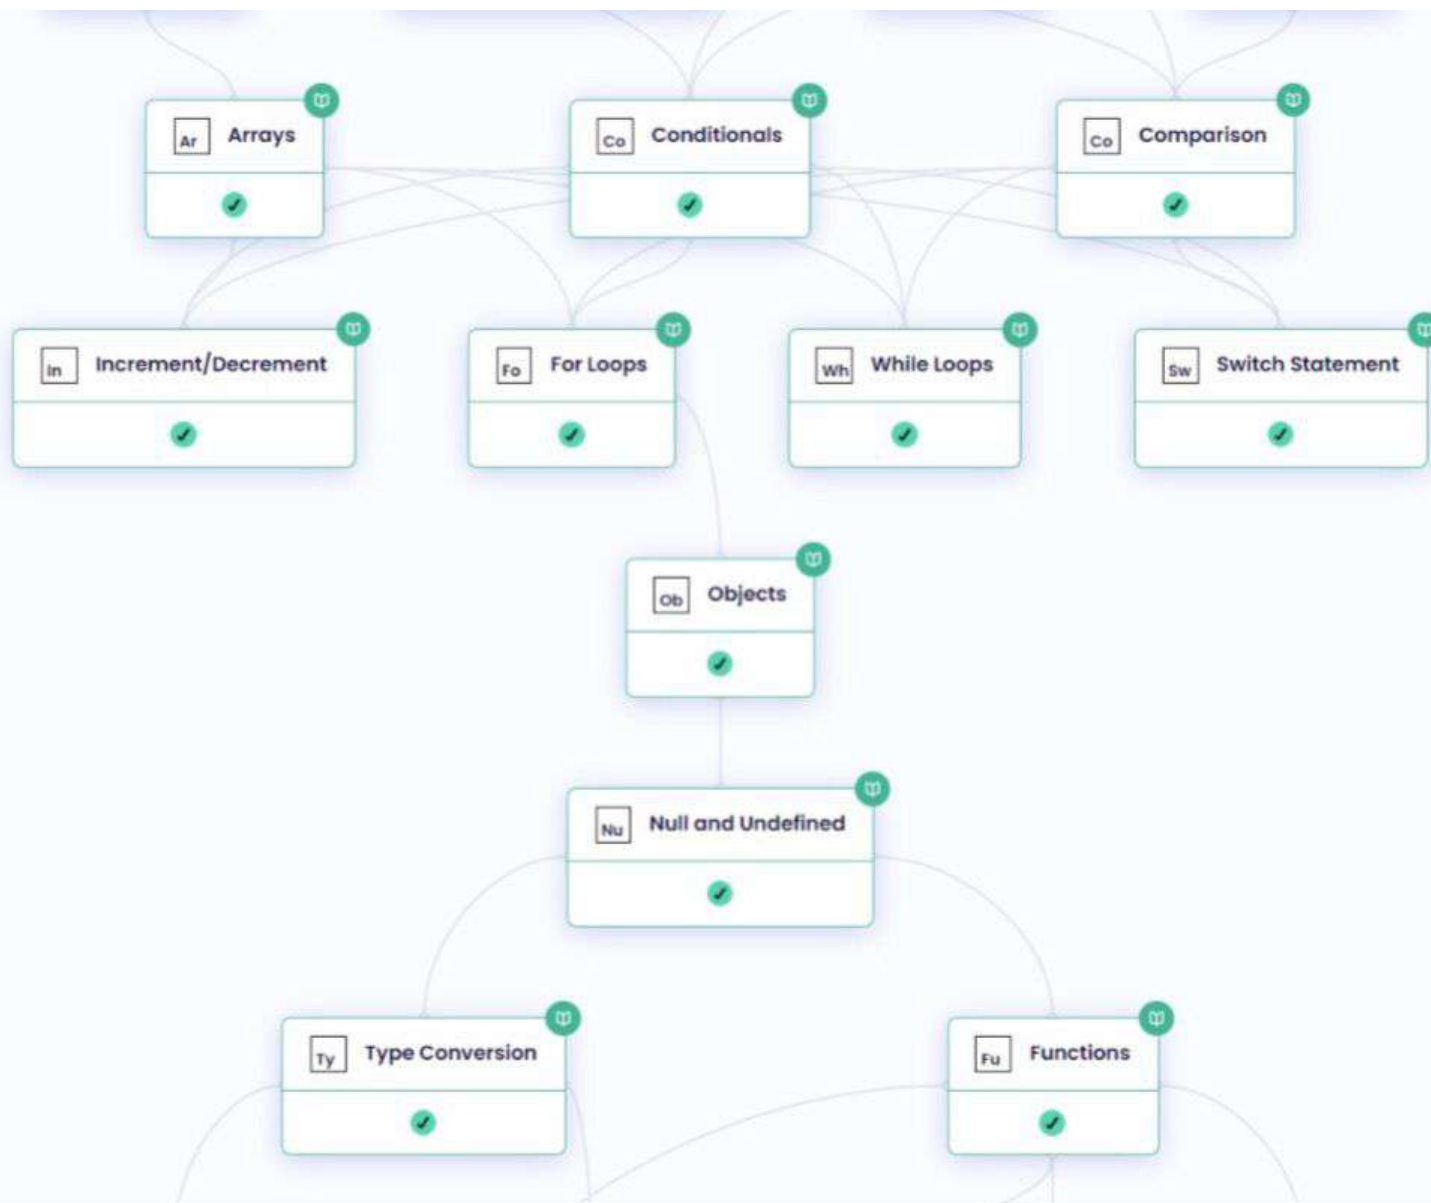 Ar Arrays
Co Conditionals
Co Comparison
In Increment/Decrement
Fo For Loops
Wh While Loops
Sw Switch Statement
Ob Objects
Nu Null and Undefined
Ty Type Conversion
Fu Functions